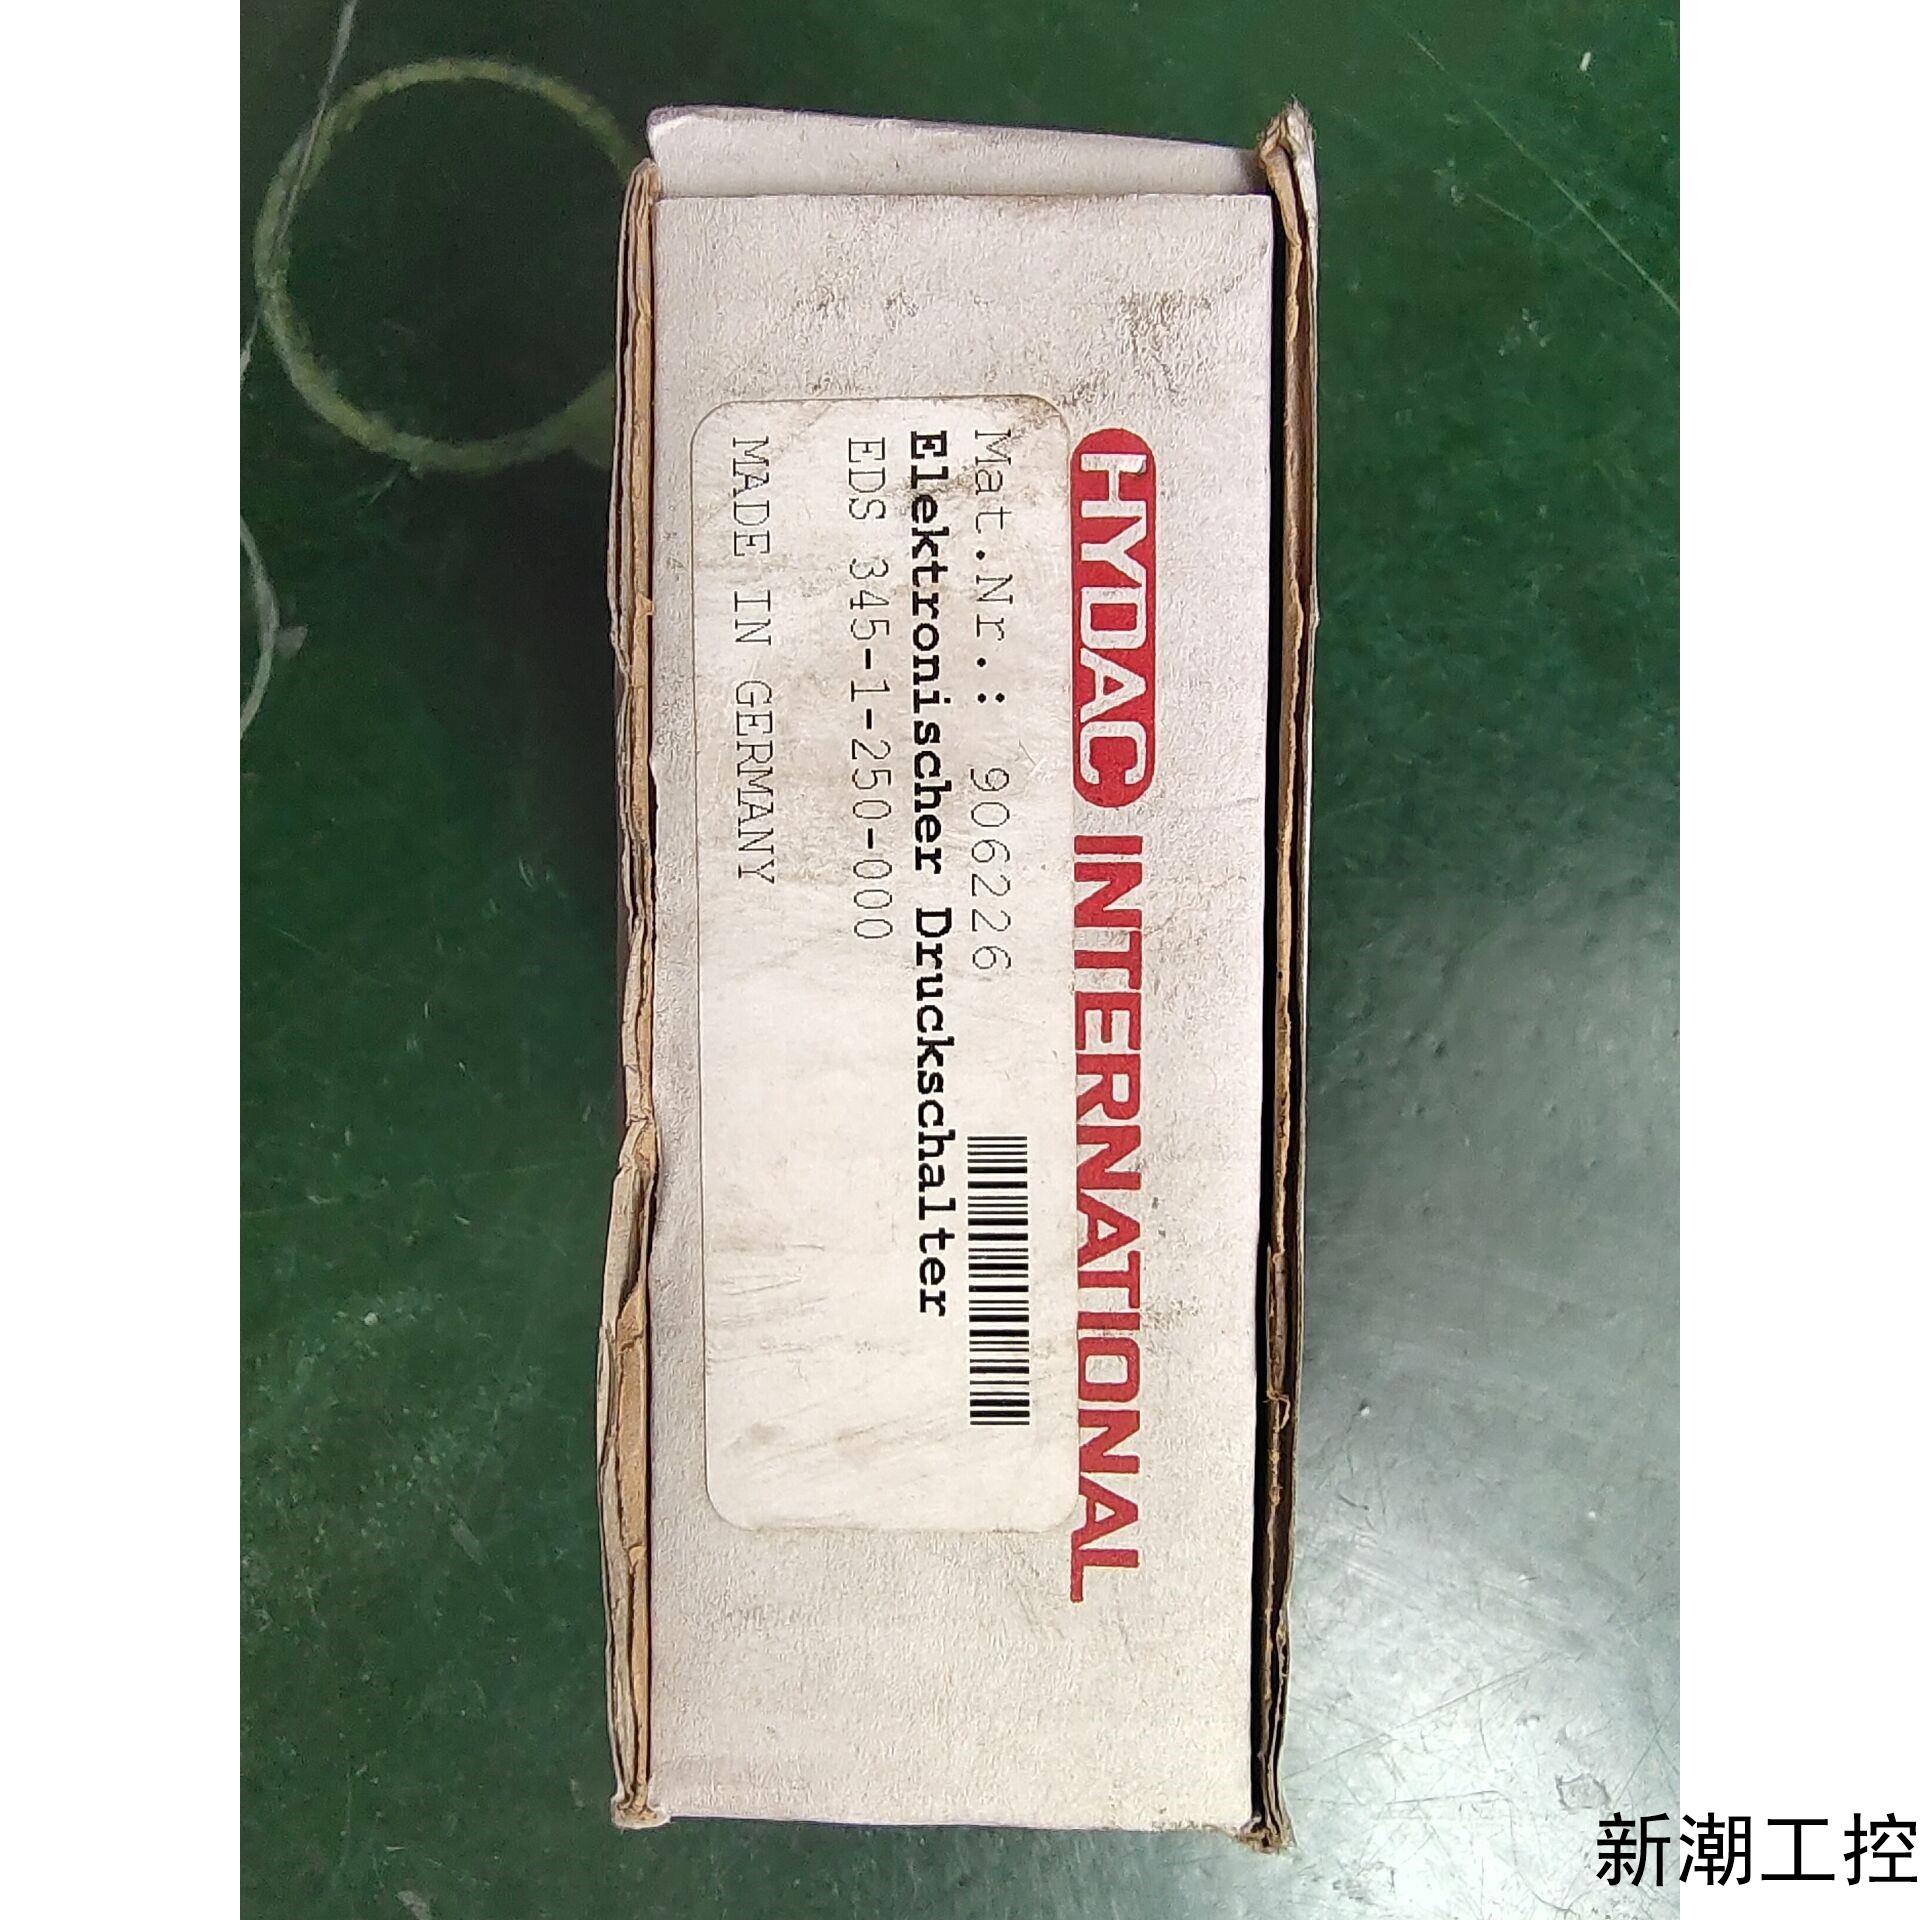 HYDAC INTERNATIONAL
Mat.Nr.: 906226
Elektronischer Druckschalter
EDS 345-1-250-000
MADE IN GERMANY
新潮工控